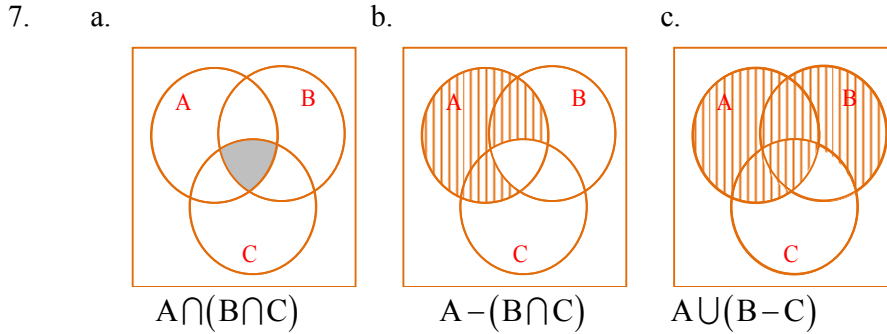 7. a. b. c.
A B A B A B
C C C
A∩(B∩C) A−(B∩C) A∪(B−C)